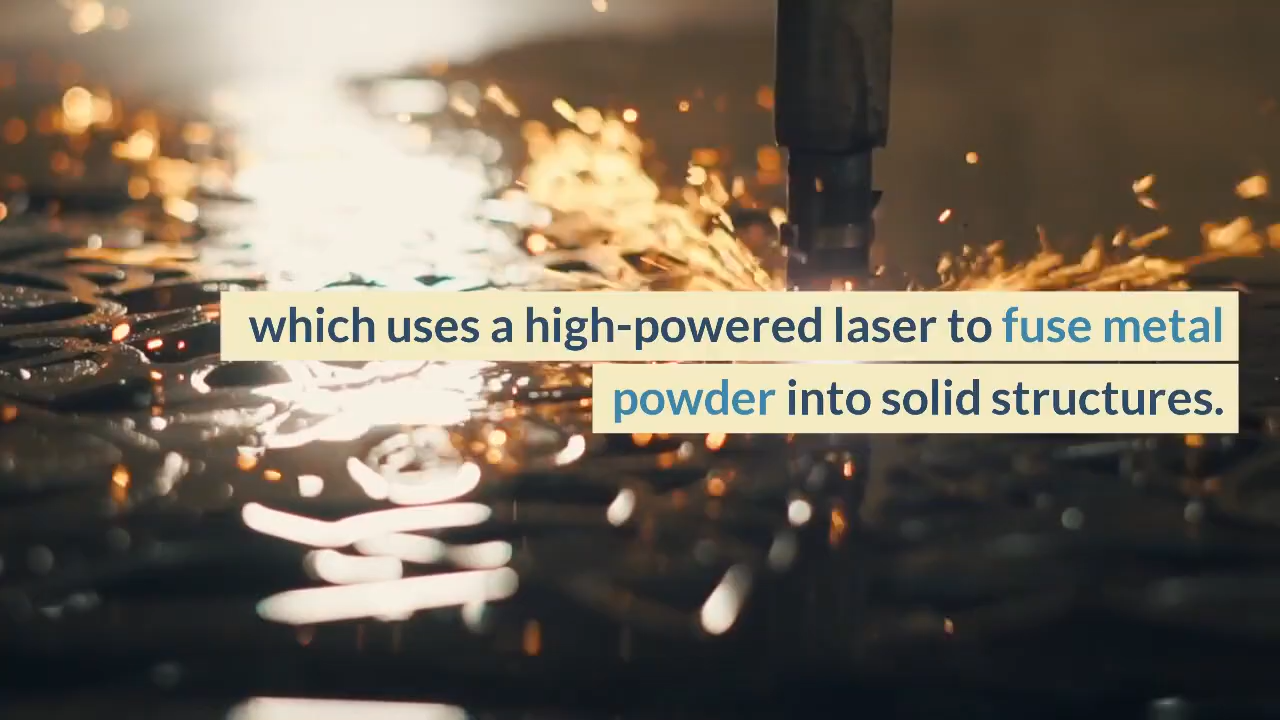 which uses a high-powered laser to fuse metal
powder into solid structures.